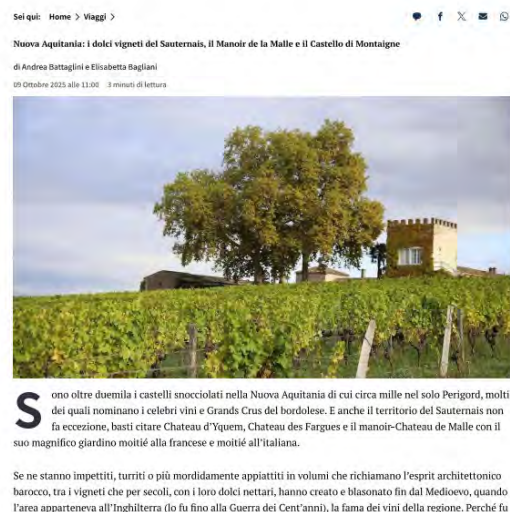 Sei qui: Home > Viaggi >
Nuova Aquitania: i dolci vigneti del Sauternais, il Manoir de la Malle e il Castello di Montaigne
di Andrea Battaglini e Elisabetta Bagliani
09 Ottobre 2025 alle 11:00 3 minuti di lettura
Sono oltre duemila i castelli snocciolati nella Nuova Aquitania di cui circa mille nel solo Perigord, molti
dei quali nominano i celebri vini e Grands Crus del bordolese. E anche il territorio del Sauternais non
fa eccezione, basti citare Chateau d'Yquem, Chateau des Fargues e il manoir-Chateau de Malle con il
suo magnifico giardino moitié alla francese e moitié all'italiana.
Se ne stanno impettiti, turriti o più mordidamente appiattiti in volumi che richiamano l'esprit architettonico
barocco, tra i vigneti che per secoli, con i loro dolci nettari, hanno creato e blasonato fin dal Medioevo, quando
l'area apparteneva all'Inghilterra (lo fu fino alla Guerra dei Cent'anni), la fama dei vini della regione. Perché fu